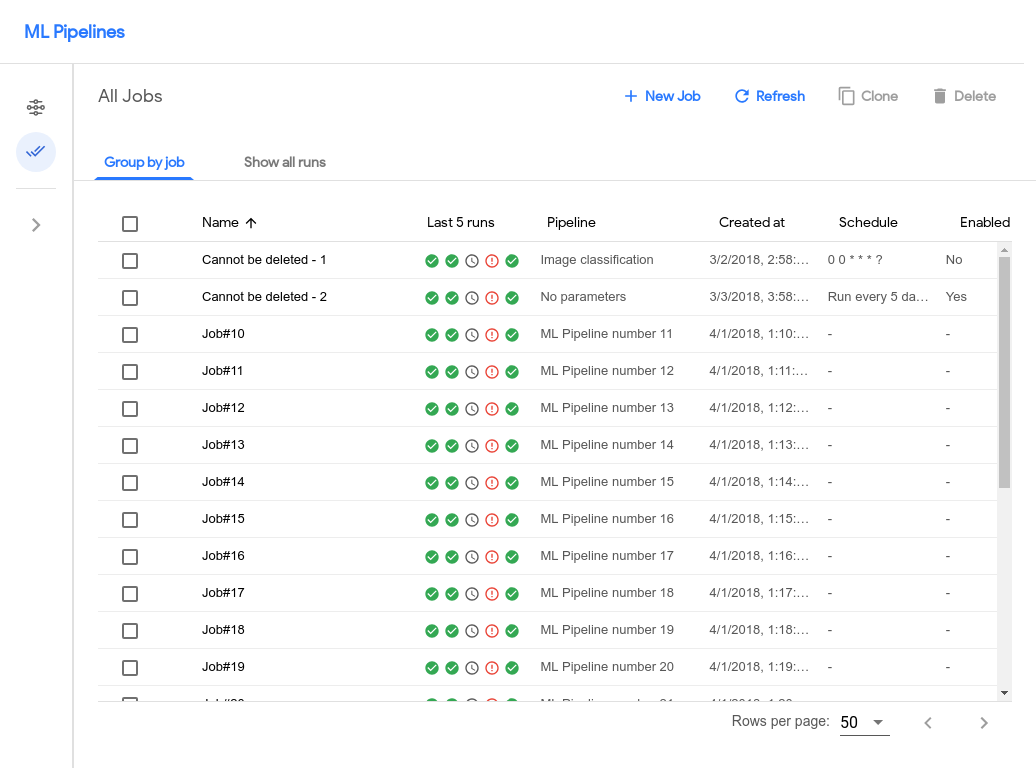 ML Pipelines
All Jobs
New Job Refresh Clone Delete
Group by job Show all runs
Name Last 5 runs Pipeline Created at Schedule Enabled
Cannot be deleted - 1 Image classification 3/2/2018, 2:58:… 0 0 * * * ? No
Cannot be deleted - 2 No parameters 3/3/2018, 3:58:… Run every 5 da… Yes
Job#10 ML Pipeline number 11 4/1/2018, 1:10:… - -
Job#11 ML Pipeline number 12 4/1/2018, 1:11:… - -
Job#12 ML Pipeline number 13 4/1/2018, 1:12:… - -
Job#13 ML Pipeline number 14 4/1/2018, 1:13:… - -
Job#14 ML Pipeline number 15 4/1/2018, 1:14:… - -
Job#15 ML Pipeline number 16 4/1/2018, 1:15:… - -
Job#16 ML Pipeline number 17 4/1/2018, 1:16:… - -
Job#17 ML Pipeline number 18 4/1/2018, 1:17:… - -
Job#18 ML Pipeline number 19 4/1/2018, 1:18:… - -
Job#19 ML Pipeline number 20 4/1/2018, 1:19:… - -
Rows per page: 50